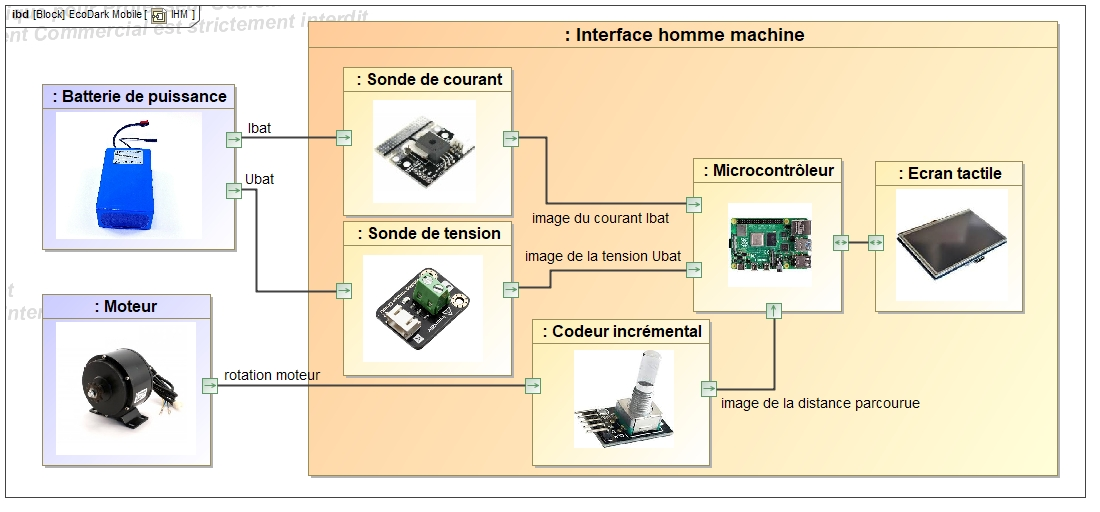 ibd [Block] EcoDark Mobile [ IHM ]
ent Commercial est strictement interdit
: Interface homme machine
: Batterie de puissance
Ibat
Ubat
: Sonde de courant
image du courant Ibat
: Sonde de tension
image de la tension Ubat
: Microcontrôleur
: Ecran tactile
: Moteur
rotation moteur
: Codeur incrémental
image de la distance parcourue